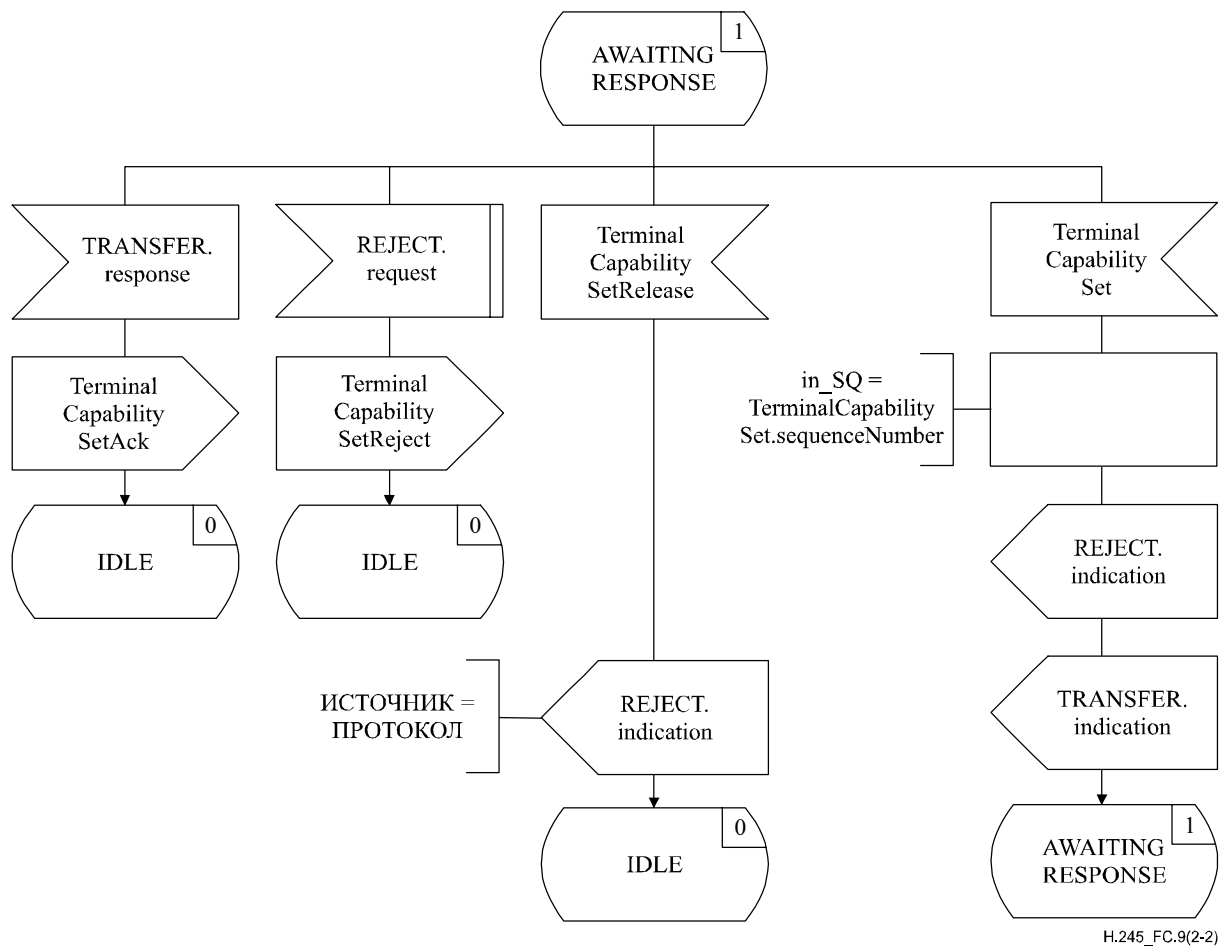 1
AWAITING
RESPONSE
TRANSFER.
response
REJECT.
request
Terminal
Capability
SetRelease
Terminal
Capability
Set
Terminal
Capability
SetAck
Terminal
Capability
SetReject
in_SQ =
TerminalCapability
Set.sequenceNumber
0
IDLE
0
IDLE
REJECT.
indication
ИСТОЧНИК =
ПРОТОКОЛ
REJECT.
indication
TRANSFER.
indication
0
IDLE
1
AWAITING
RESPONSE
H.245_FC.9(2-2)